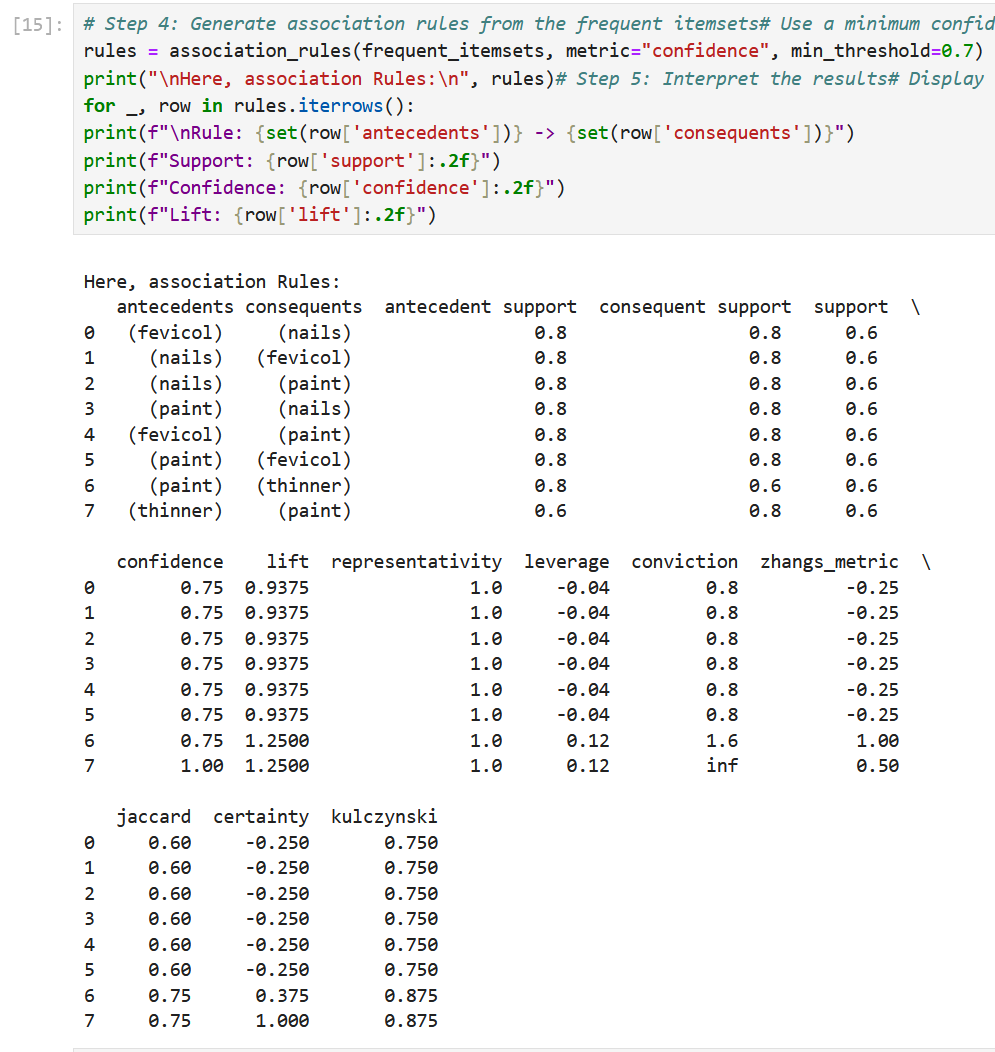 [15]: # Step 4: Generate association rules from the frequent itemsets# Use a minimum confid
rules = association_rules(frequent_itemsets, metric="confidence", min_threshold=0.7)
print("\nHere, association Rules:\n", rules)# Step 5: Interpret the results# Display
for _, row in rules.iterrows():
print(f"\nRule: {set(row['antecedents'])} -> {set(row['consequents'])}")
print(f"Support: {row['support']:.2f}")
print(f"Confidence: {row['confidence']:.2f}")
print(f"Lift: {row['lift']:.2f}")
Here, association Rules:
antecedents consequents antecedent support consequent support support \
0 (fevicol) (nails) 0.8 0.8 0.6
1 (nails) (fevicol) 0.8 0.8 0.6
2 (nails) (paint) 0.8 0.8 0.6
3 (paint) (nails) 0.8 0.8 0.6
4 (fevicol) (paint) 0.8 0.8 0.6
5 (paint) (fevicol) 0.8 0.8 0.6
6 (paint) (thinner) 0.8 0.6 0.6
7 (thinner) (paint) 0.6 0.8 0.6
confidence lift representativity leverage conviction zhangs_metric \
0 0.75 0.9375 1.0 -0.04 0.8 -0.25
1 0.75 0.9375 1.0 -0.04 0.8 -0.25
2 0.75 0.9375 1.0 -0.04 0.8 -0.25
3 0.75 0.9375 1.0 -0.04 0.8 -0.25
4 0.75 0.9375 1.0 -0.04 0.8 -0.25
5 0.75 0.9375 1.0 -0.04 0.8 -0.25
6 0.75 1.2500 1.0 0.12 1.6 1.00
7 1.00 1.2500 1.0 0.12 inf 0.50
jaccard certainty kulczynski
0 0.60 -0.250 0.750
1 0.60 -0.250 0.750
2 0.60 -0.250 0.750
3 0.60 -0.250 0.750
4 0.60 -0.250 0.750
5 0.60 -0.250 0.750
6 0.75 0.375 0.875
7 0.75 1.000 0.875